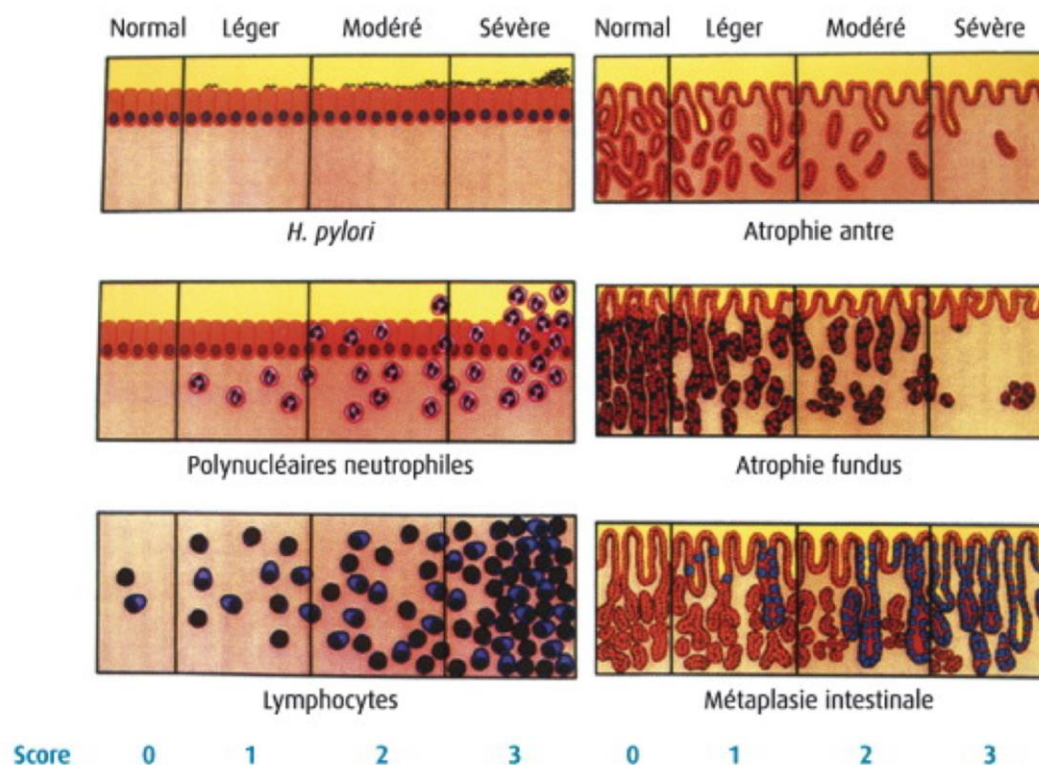 Normal Léger Modéré Sévère Normal Léger Modéré Sévère
H. pylori Atrophie antre
Polynucléaires neutrophiles Atrophie fundus
Lymphocytes Métaplasie intestinale
Score 0 1 2 3 0 1 2 3